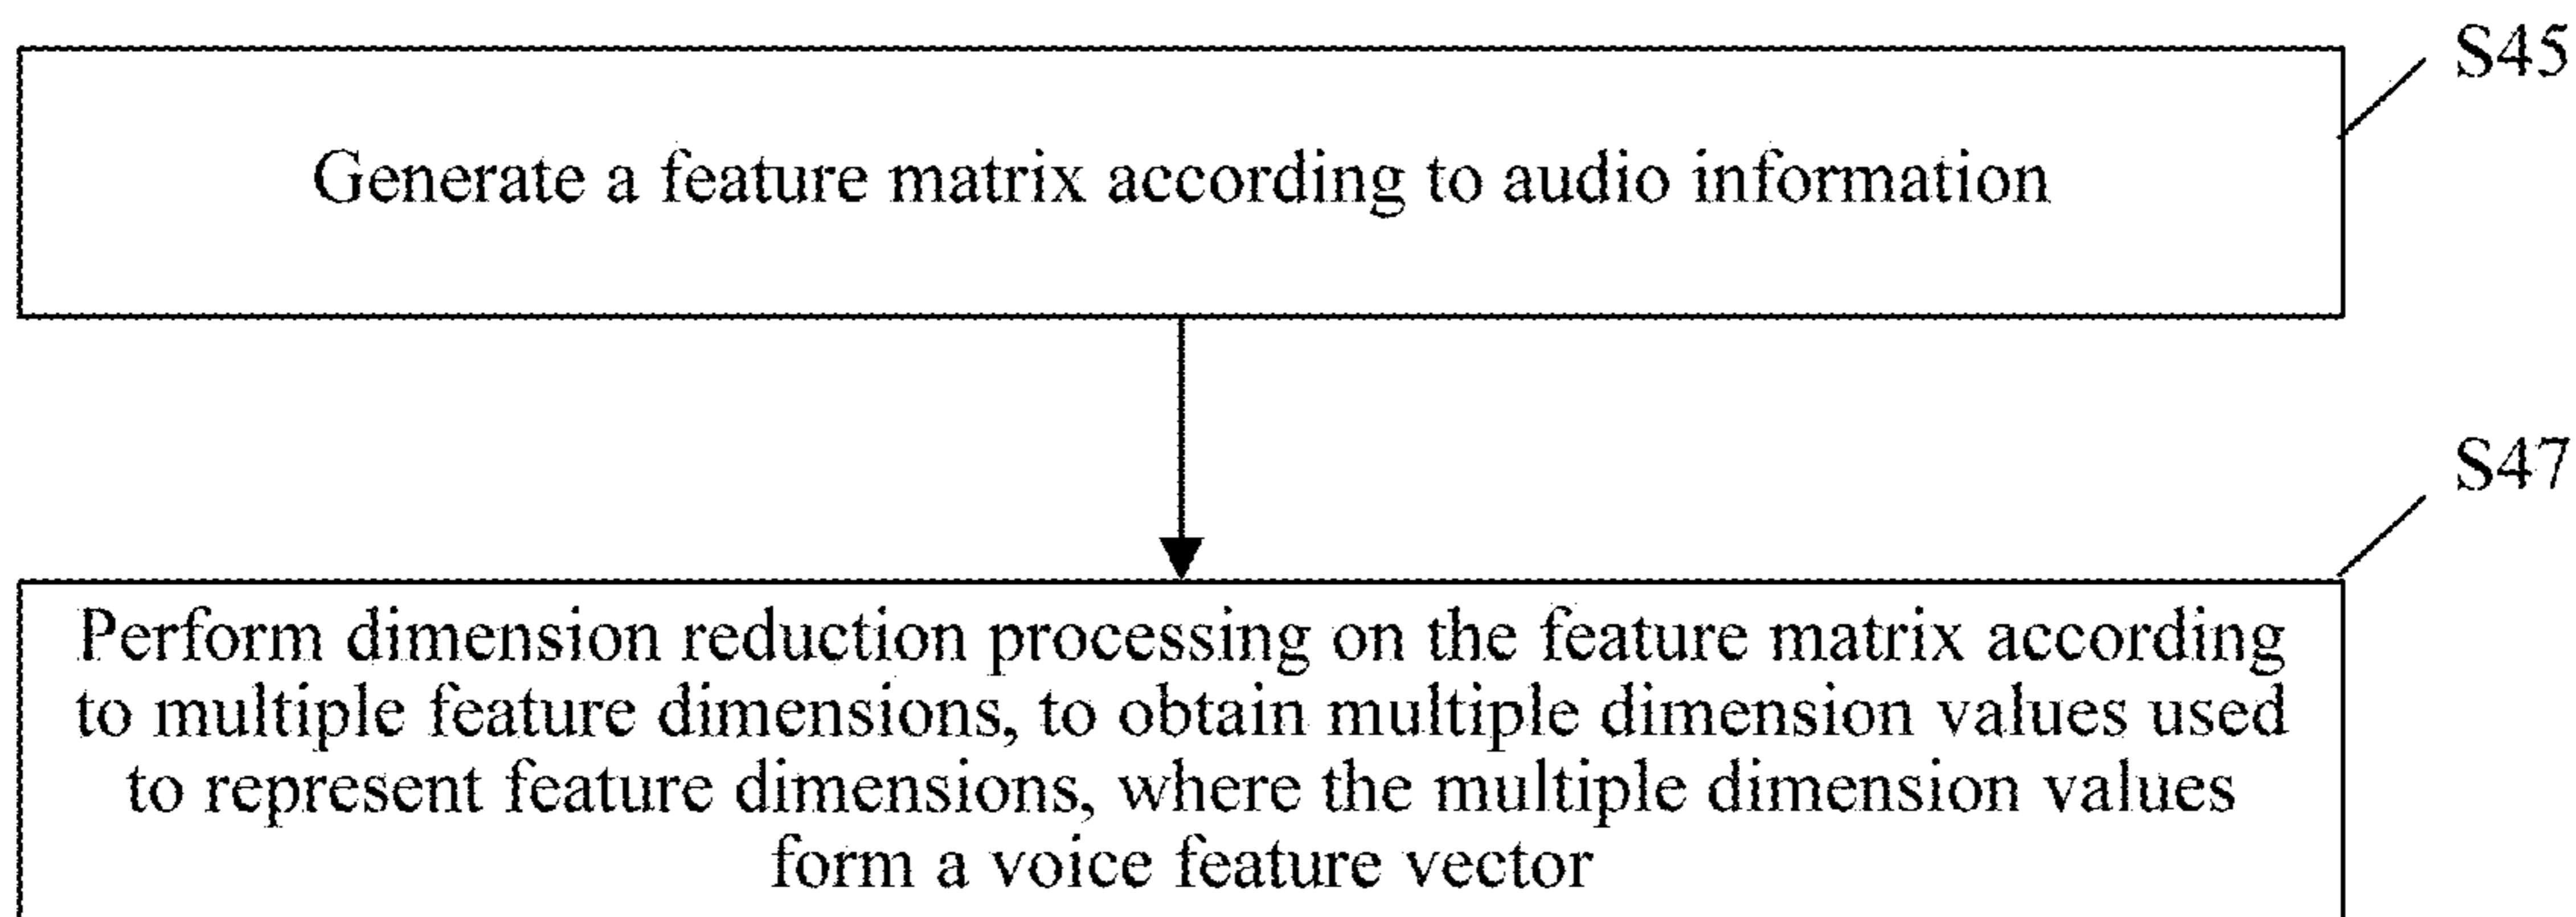 S45
Generate a feature matrix according to audio information
S47
Perform dimension reduction processing on the feature matrix according
to multiple feature dimensions, to obtain multiple dimension values used
to represent feature dimensions, where the multiple dimension values
form a voice feature vector